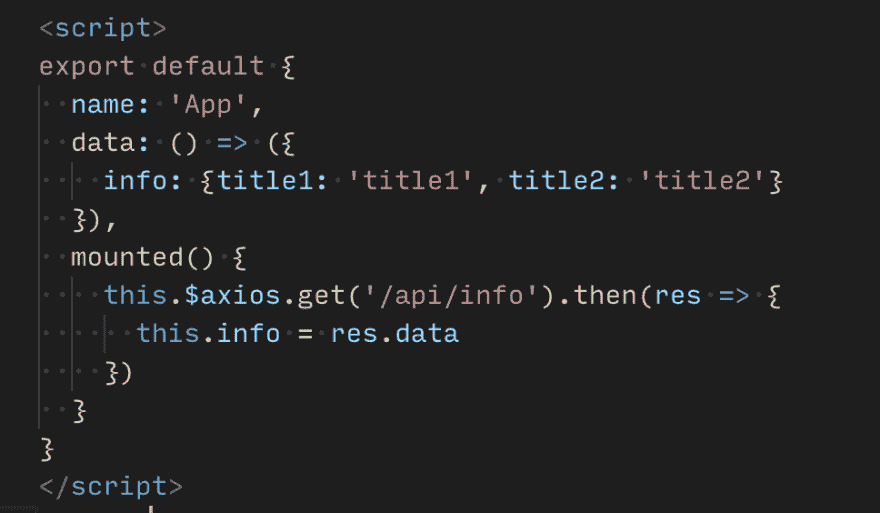 <script>
export default {
  name: 'App',
  data: () => ({
    info: {title1: 'title1', title2: 'title2'}
  }),
  mounted() {
    this.$axios.get('/api/info').then(res => {
      this.info = res.data
    })
  }
}
</script>